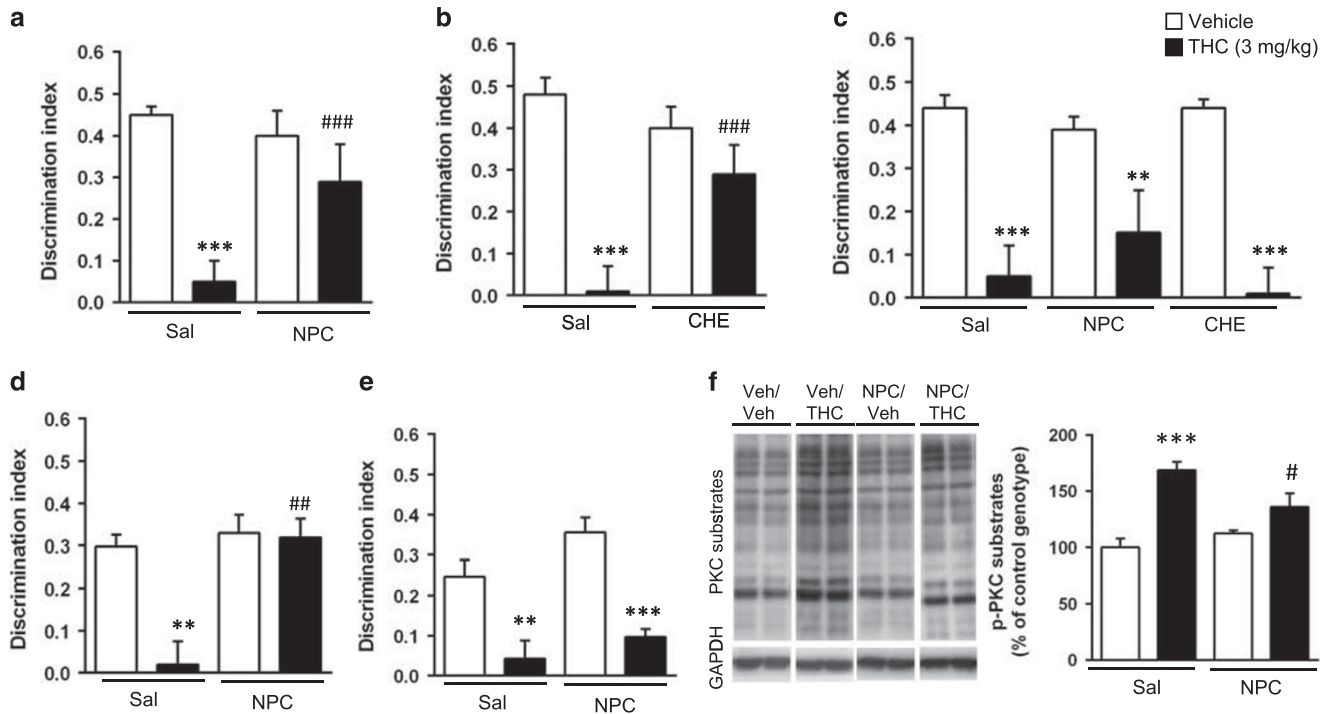 a
0.6
0.5
0.4
0.3
0.2
0.1
0.0
Discrimination index
***
###
Sal
NPC
b
0.6
0.5
0.4
0.3
0.2
0.1
0.0
Discrimination index
***
###
Sal
CHE
c
Vehicle
THC (3 mg/kg)
0.6
0.5
0.4
0.3
0.2
0.1
0.0
Discrimination index
***
**
***
Sal
NPC
CHE
d
0.6
0.5
0.4
0.3
0.2
0.1
0.0
Discrimination index
**
##
Sal
NPC
e
0.6
0.5
0.4
0.3
0.2
0.1
0.0
Discrimination index
**
***
Sal
NPC
f
Veh/
Veh
Veh/
THC
NPC/
Veh
NPC/
THC
PKC substrates
GAPDH
p-PKC substrates
(% of control genotype)
200
150
100
50
0
***
#
Sal
NPC